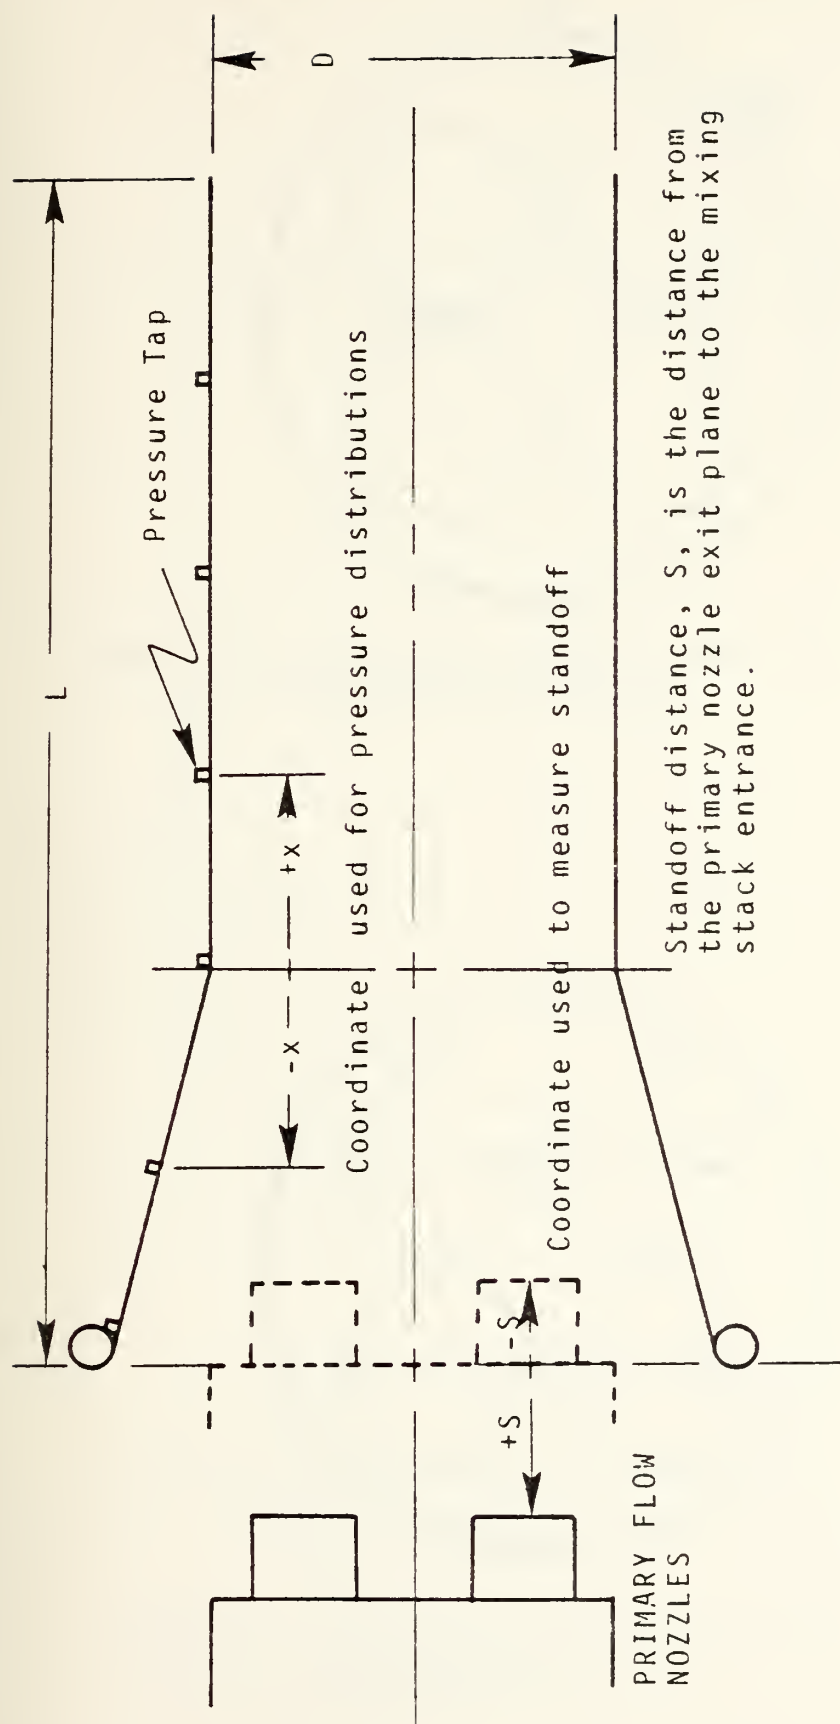 L
D
Pressure Tap
-x
+x
Coordinate used for pressure distributions
+S
-S
Coordinate used to measure standoff
PRIMARY FLOW
NOZZLES
Standoff distance, S, is the distance from
the primary nozzle exit plane to the mixing
stack entrance.